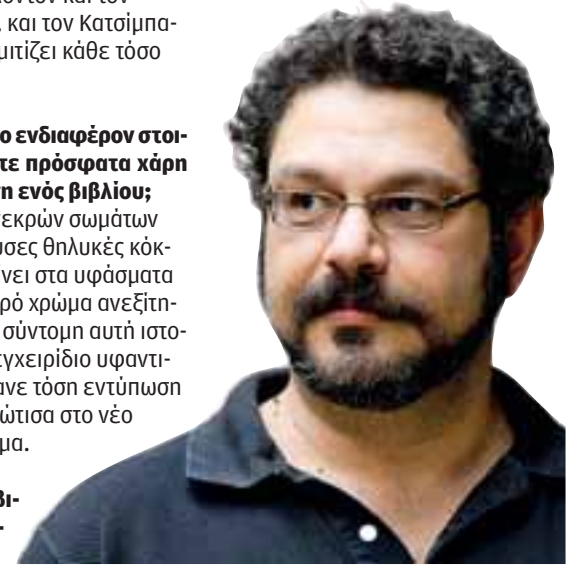 , και τον Κατσίμπα-
μιτίζει κάθε τόσο
ο ενδιαφέρον στοι-
τε πρόσφατα χάρη
η ενός βιβλίου;
νεκρών σωμάτων
υσες θηλυκές κόκ-
νει στα υφάσματα
ρό χρώμα ανεξίτη-
σύντομη αυτή ιστο-
εγχειρίδιο υφαντι-
ανε τόση εντύπωση
ώτισα στο νέο
μα.
βι-